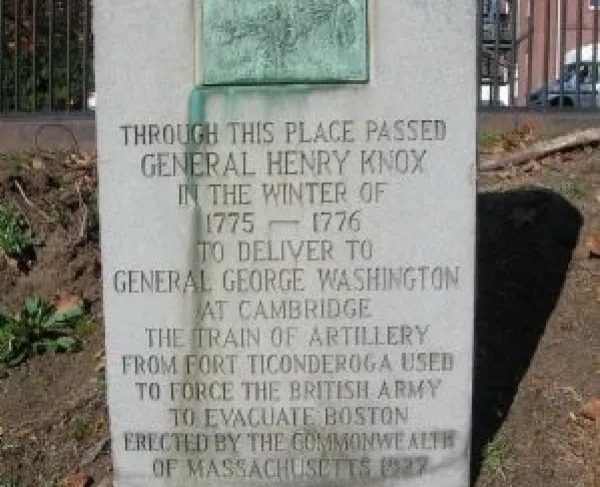 THROUGH THIS PLACE PASSED
GENERAL HENRY KNOX
IN THE WINTER OF
1775 — 1776
TO DELIVER TO
GENERAL GEORGE WASHINGTON
AT CAMBRIDGE
THE TRAIN OF ARTILLERY
FROM FORT TICONDEROGA USED
TO FORCE THE BRITISH ARMY
TO EVACUATE BOSTON
ERECTED BY THE COMMONWEALTH
OF MASSACHUSETTS 1927